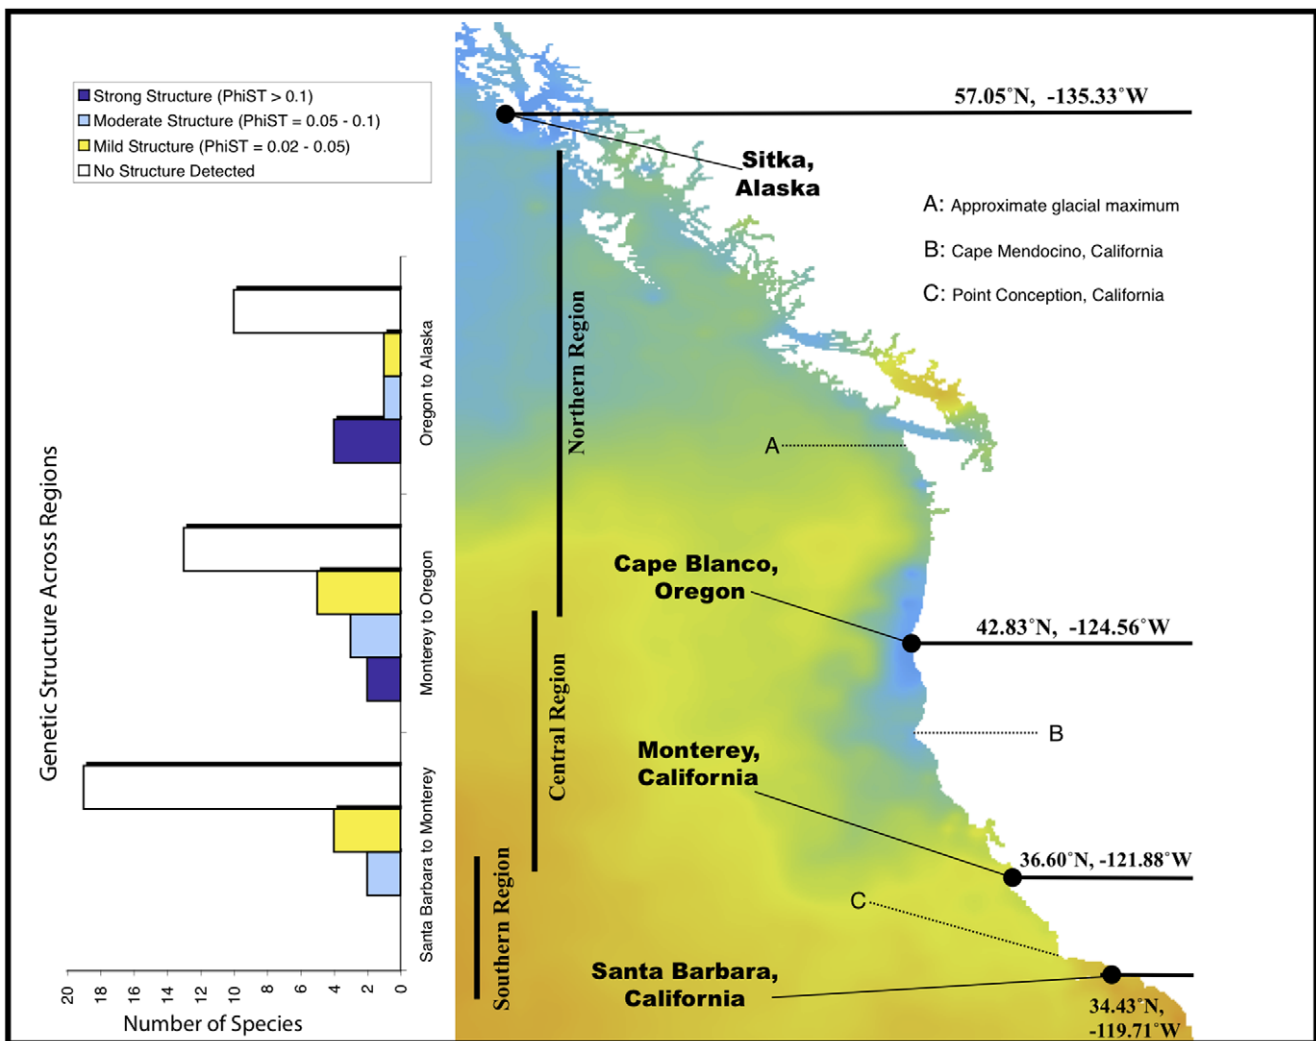 Strong Structure (PhiST > 0.1)
Moderate Structure (PhiST = 0.05 - 0.1)
Mild Structure (PhiST = 0.02 - 0.05)
No Structure Detected
Genetic Structure Across Regions
Oregon to Alaska
Monterey to Oregon
Santa Barbara to Monterey
20 18 16 14 12 10 8 6 4 2 0
Number of Species
57.05°N, -135.33°W
Sitka,
Alaska
A: Approximate glacial maximum
B: Cape Mendocino, California
C: Point Conception, California
Northern Region
A
Cape Blanco,
Oregon
42.83°N, -124.56°W
Central Region
B
Monterey,
California
36.60°N, -121.88°W
C
Southern Region
Santa Barbara,
California
34.43°N,
-119.71°W